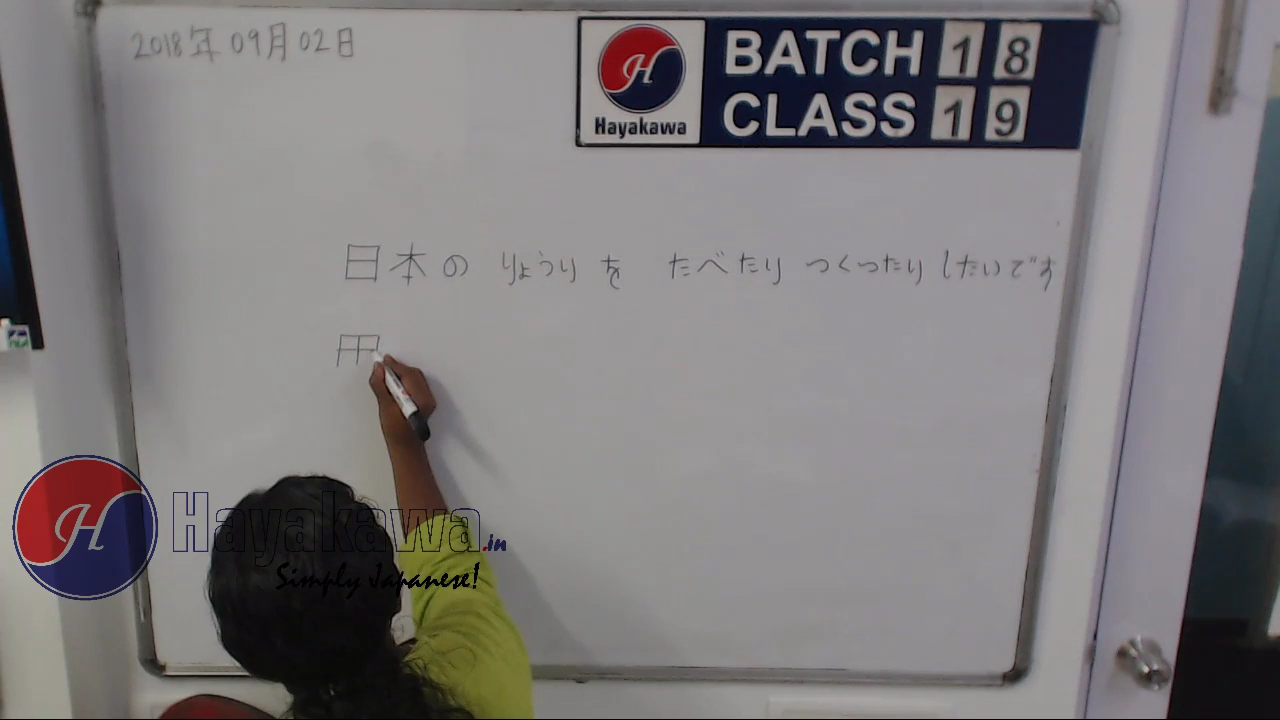 2018年09月02日
BATCH 18
CLASS 19
Hayakawa
日本の りょうりを たべたり つくったり したいです
Hayakawa.in
Simply Japanese!